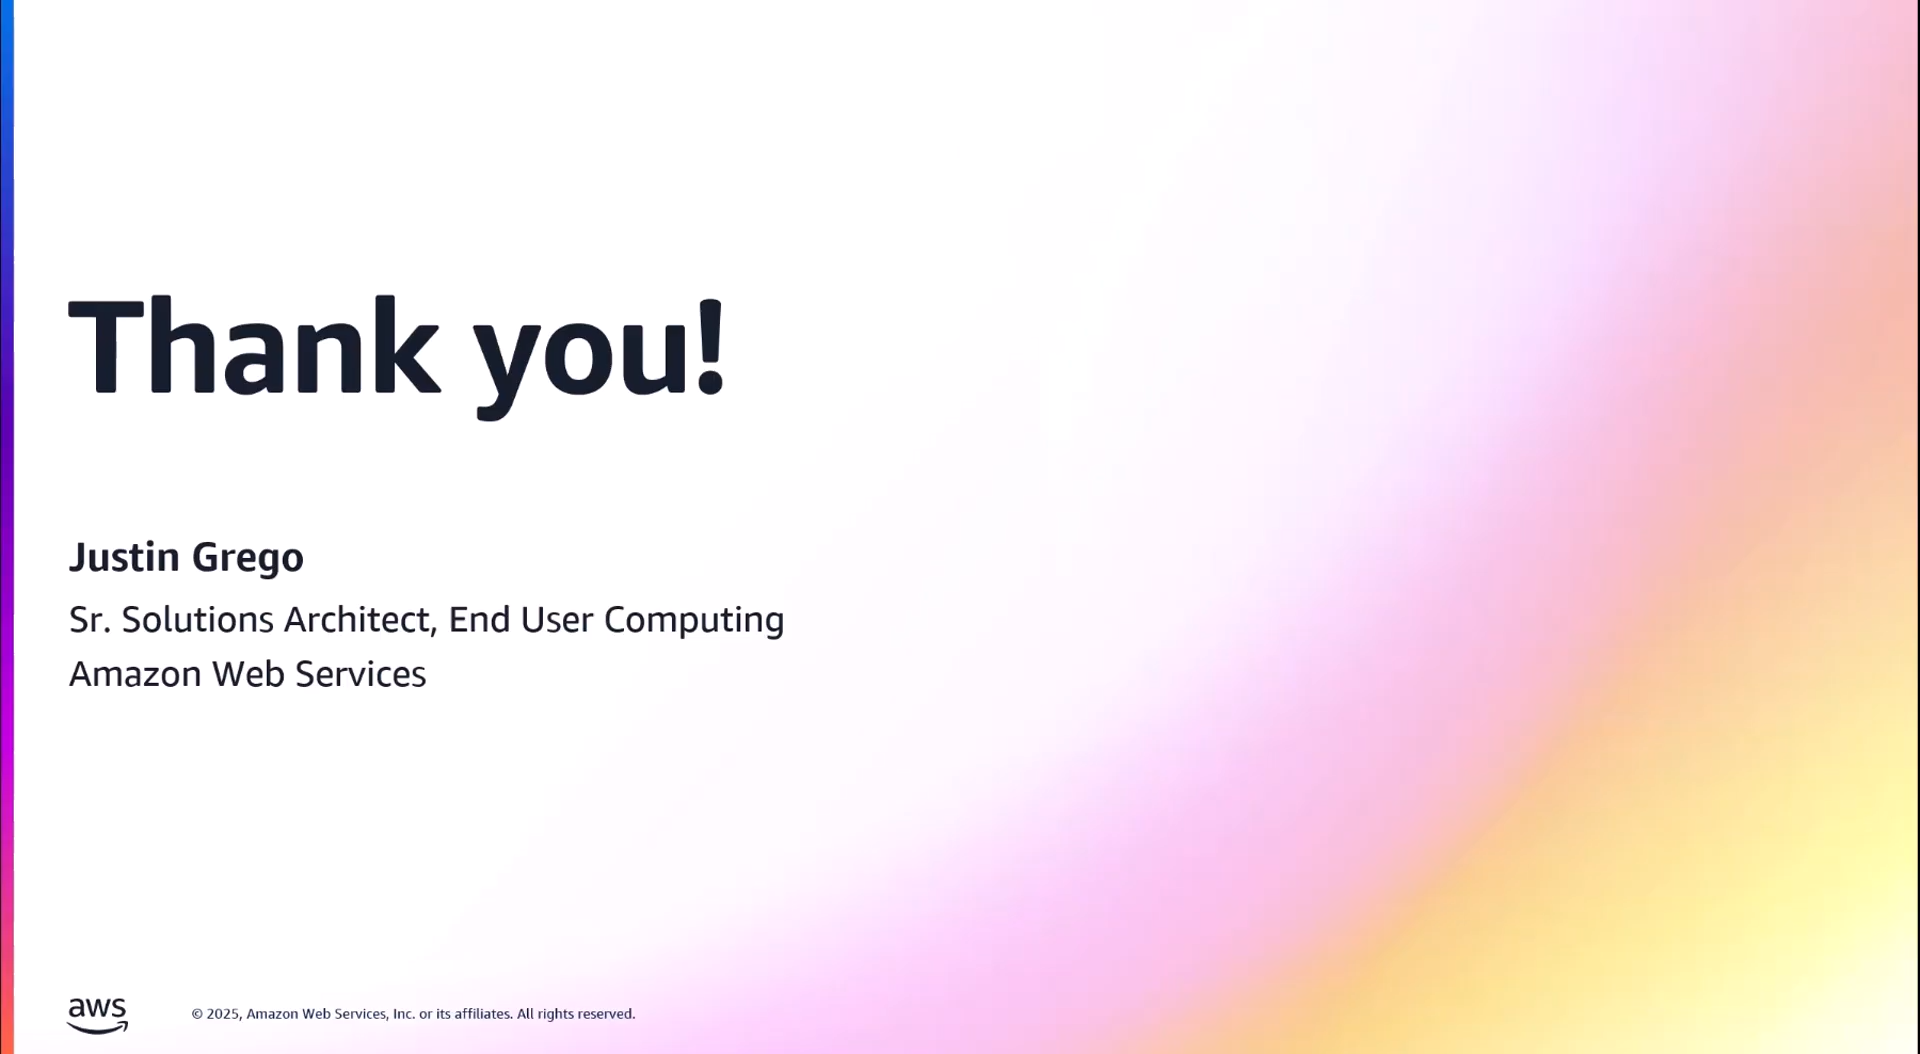 Thank you!
Justin Grego
Sr. Solutions Architect, End User Computing
Amazon Web Services
aws
© 2025, Amazon Web Services, Inc. or its affiliates. All rights reserved.